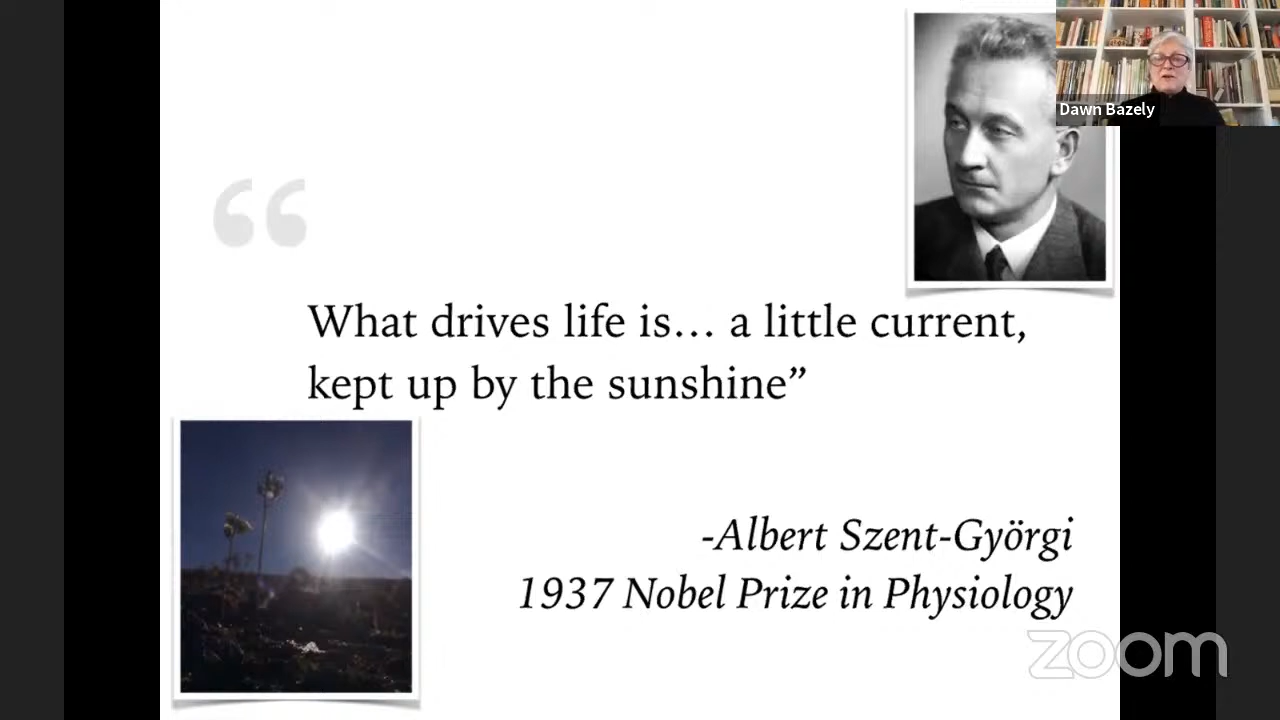 Dawn Bazely
“
What drives life is... a little current,
kept up by the sunshine”
-Albert Szent-Györgi
1937 Nobel Prize in Physiology
zoom